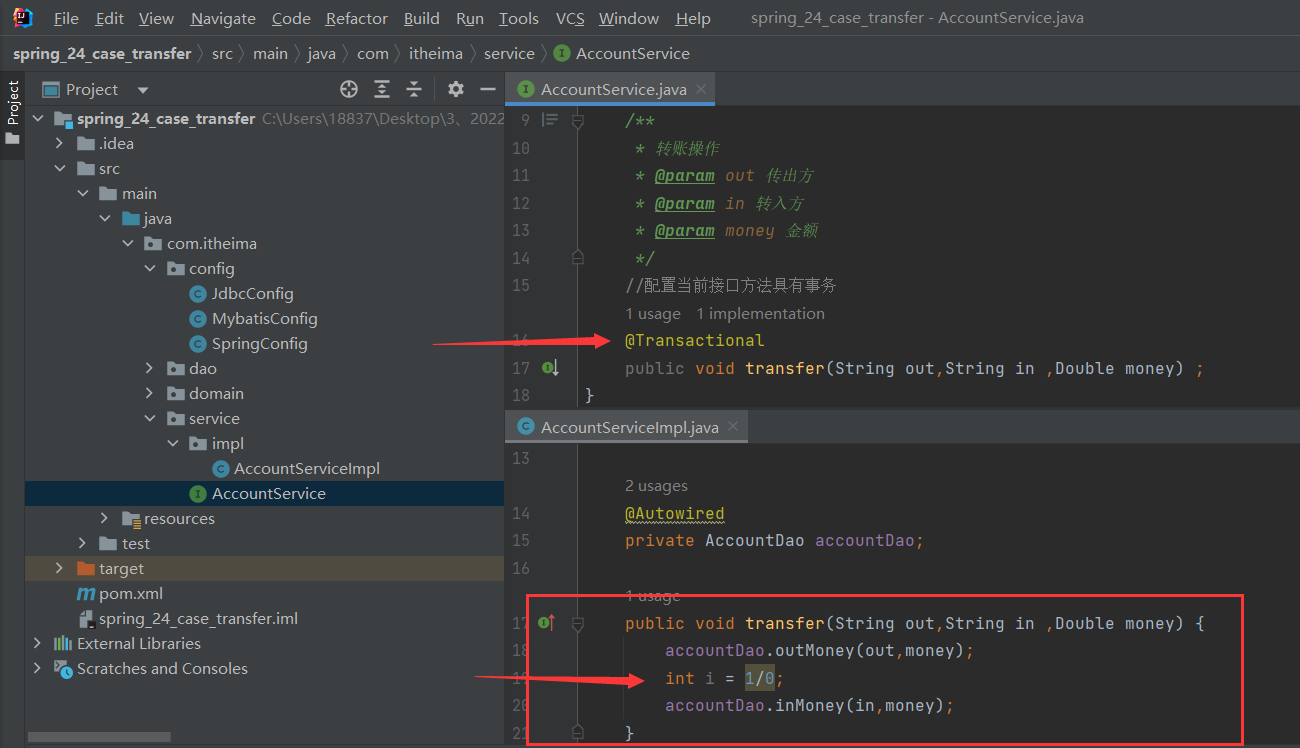 File Edit View Navigate Code Refactor Build Run Tools VCS Window Help spring_24_case_transfer - AccountService.java
spring_24_case_transfer src main java com itheima service AccountService
Project
Project
spring_24_case_transfer C:\Users\18837\Desktop\3、2022
.idea
src
main
java
com.itheima
config
JdbcConfig
MybatisConfig
SpringConfig
dao
domain
service
impl
AccountServiceImpl
AccountService
resources
test
target
pom.xml
spring_24_case_transfer.iml
External Libraries
Scratches and Consoles
AccountService.java
9 /**
10 * 转账操作
11 * @param out 传出方
12 * @param in 转入方
13 * @param money 金额
14 */
15 //配置当前接口方法具有事务
1 usage 1 implementation
16 @Transactional
17 public void transfer(String out,String in ,Double money) ;
18 }
AccountServiceImpl.java
13
2 usages
14 @Autowired
15 private AccountDao accountDao;
16
1 usage
17 public void transfer(String out,String in ,Double money) {
18 accountDao.outMoney(out,money);
19 int i = 1/0;
20 accountDao.inMoney(in,money);
21 }